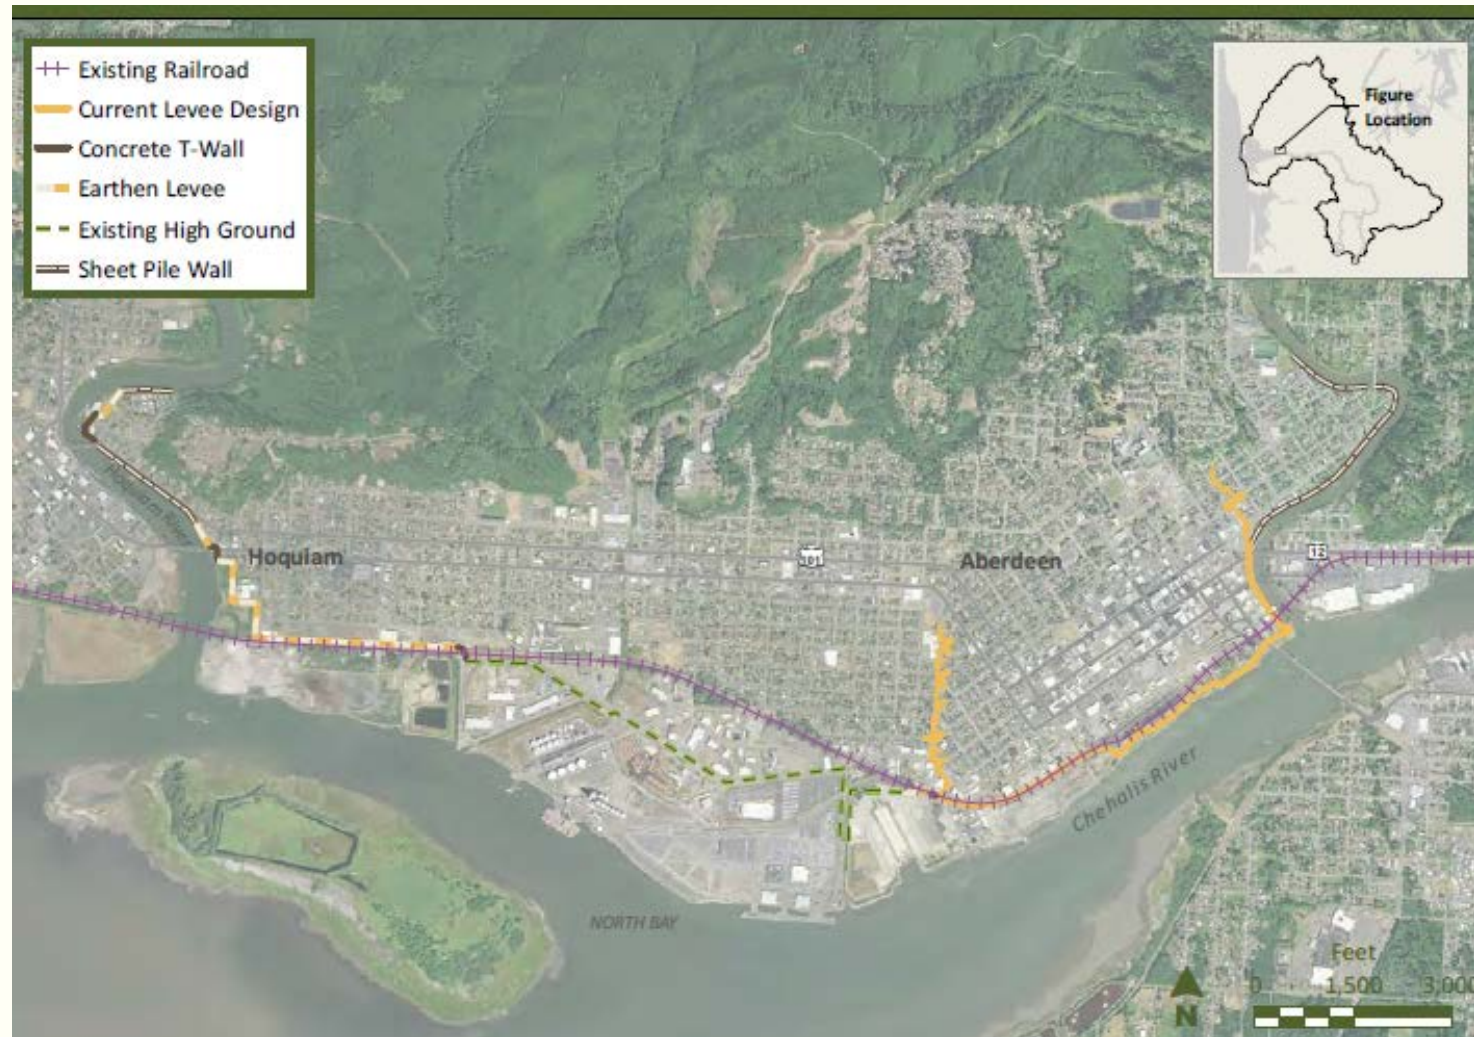 Existing Railroad
Current Levee Design
Concrete T-Wall
Earthen Levee
Existing High Ground
Sheet Pile Wall
Figure
Location
Hoquiam
101
Aberdeen
12
Chehalis River
NORTH BAY
Feet
0 1,500 3,000
N